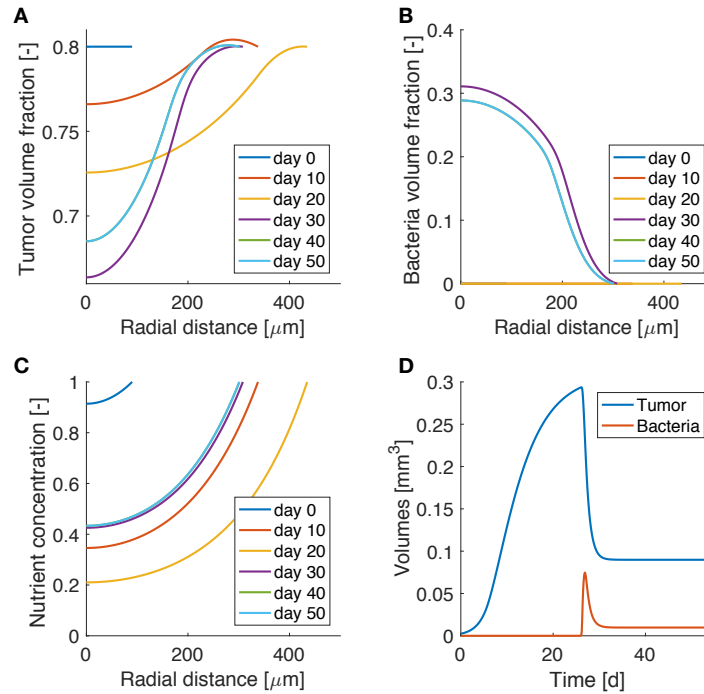 A
Tumor volume fraction [-]
0.8
0.75
0.7
0
200
400
Radial distance [μm]
day 0
day 10
day 20
day 30
day 40
day 50
B
Bacteria volume fraction [-]
0.4
0.3
0.2
0.1
0
0
200
400
Radial distance [μm]
day 0
day 10
day 20
day 30
day 40
day 50
C
Nutrient concentration [-]
1
0.8
0.6
0.4
0.2
0
0
200
400
Radial distance [μm]
day 0
day 10
day 20
day 30
day 40
day 50
D
Volumes [mm³]
0.3
0.25
0.2
0.15
0.1
0.05
0
0
20
40
Time [d]
Tumor
Bacteria